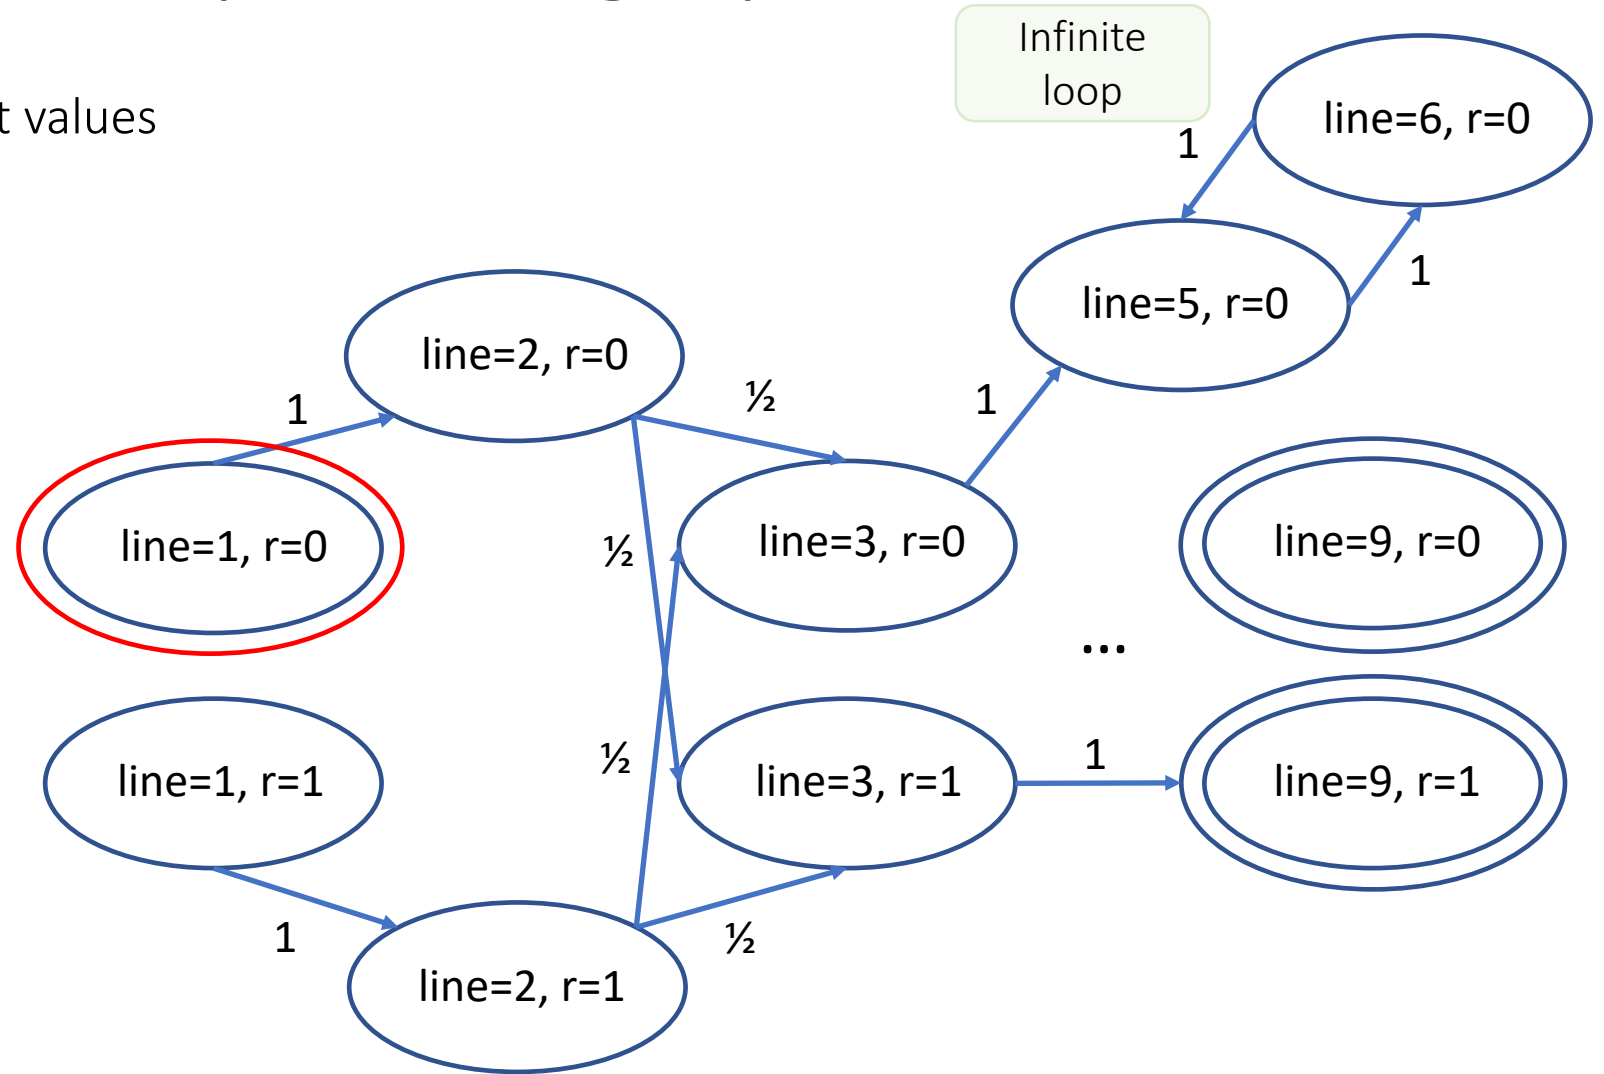 Infinite
loop
line=6, r=0
t values
1
line=5, r=0
1
line=2, r=0
1
½
1
line=1, r=0
½
line=3, r=0
line=9, r=0
...
line=1, r=1
½
line=3, r=1
1
line=9, r=1
1
½
line=2, r=1